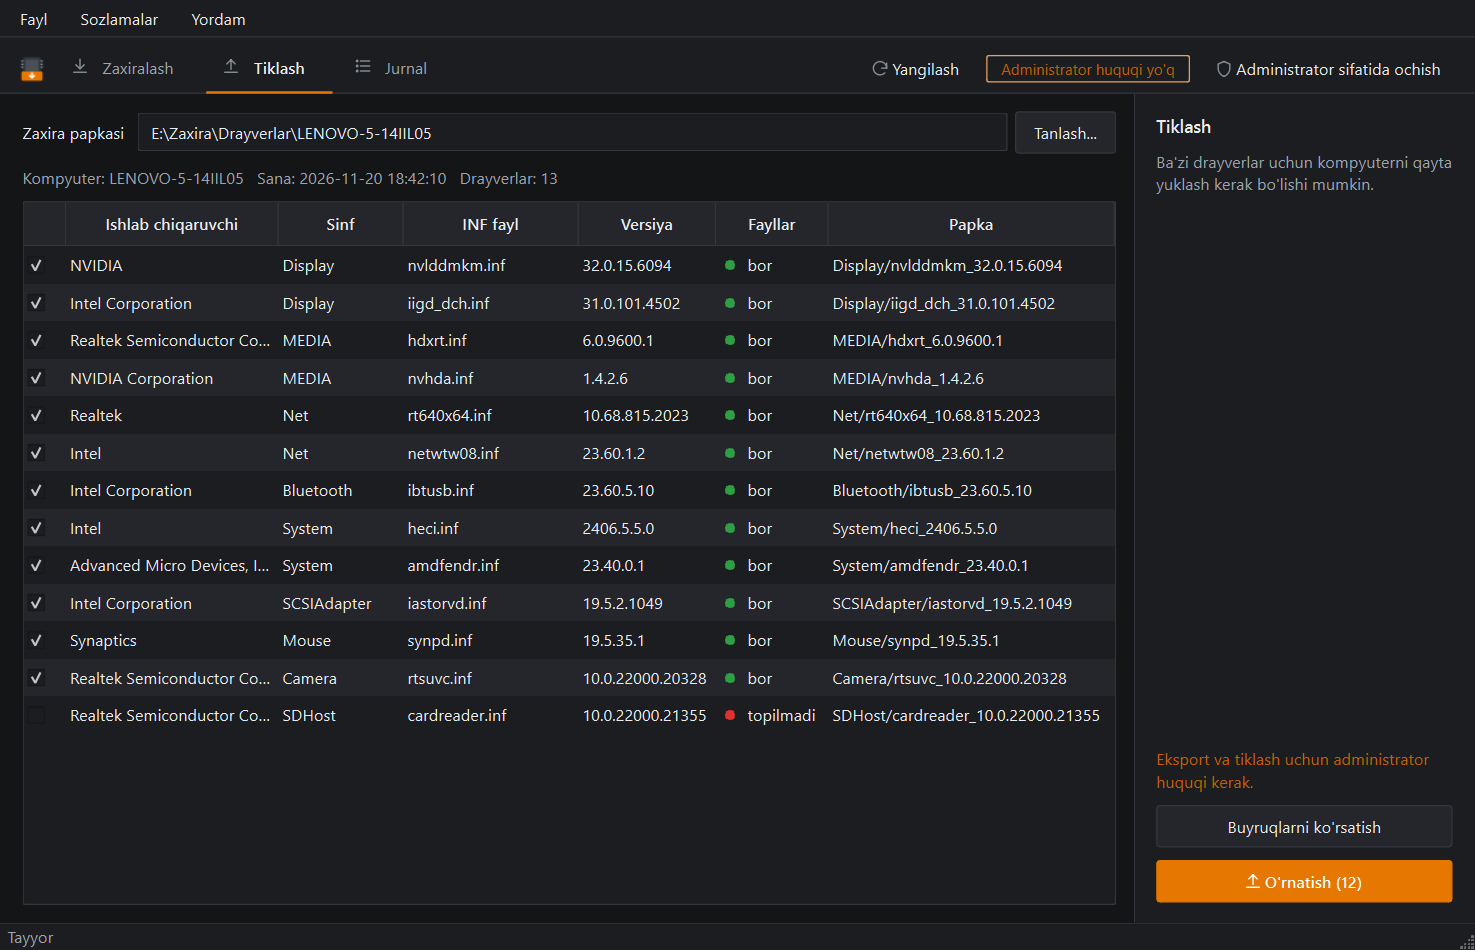 Fayl Sozlamalar Yordam
Zaxiralash Tiklash Jurnal Yangilash Administrator huquqi yo'q Administrator sifatida ochish
Zaxira papkasi E:\Zaxira\Drayverlar\LENOVO-5-14IIL05 Tanlash...
Kompyuter: LENOVO-5-14IIL05 Sana: 2026-11-20 18:42:10 Drayverlar: 13
Ishlab chiqaruvchi Sinf INF fayl Versiya Fayllar Papka
NVIDIA Display nvlddmkm.inf 32.0.15.6094 bor Display/nvlddmkm_32.0.15.6094
Intel Corporation Display iigd_dch.inf 31.0.101.4502 bor Display/iigd_dch_31.0.101.4502
Realtek Semiconductor Co... MEDIA hdxrt.inf 6.0.9600.1 bor MEDIA/hdxrt_6.0.9600.1
NVIDIA Corporation MEDIA nvhda.inf 1.4.2.6 bor MEDIA/nvhda_1.4.2.6
Realtek Net rt640x64.inf 10.68.815.2023 bor Net/rt640x64_10.68.815.2023
Intel Net netwtw08.inf 23.60.1.2 bor Net/netwtw08_23.60.1.2
Intel Corporation Bluetooth ibtusb.inf 23.60.5.10 bor Bluetooth/ibtusb_23.60.5.10
Intel System heci.inf 2406.5.5.0 bor System/heci_2406.5.5.0
Advanced Micro Devices, I... System amdfendr.inf 23.40.0.1 bor System/amdfendr_23.40.0.1
Intel Corporation SCSIAdapter iastorvd.inf 19.5.2.1049 bor SCSIAdapter/iastorvd_19.5.2.1049
Synaptics Mouse synpd.inf 19.5.35.1 bor Mouse/synpd_19.5.35.1
Realtek Semiconductor Co... Camera rtsuvc.inf 10.0.22000.20328 bor Camera/rtsuvc_10.0.22000.20328
Realtek Semiconductor Co... SDHost cardreader.inf 10.0.22000.21355 topilmadi SDHost/cardreader_10.0.22000.21355
Tiklash
Ba'zi drayverlar uchun kompyuterni qayta
yuklash kerak bo'lishi mumkin.
Eksport va tiklash uchun administrator
huquqi kerak.
Buyruqlarni ko'rsatish
O'rnatish (12)
Tayyor